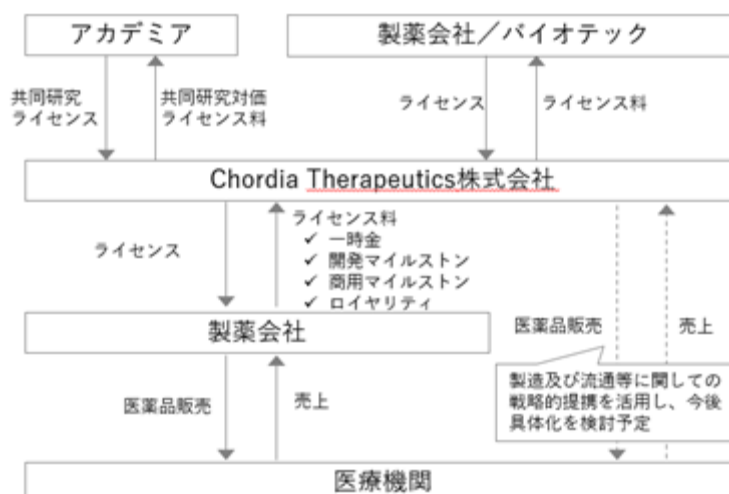 アカデミア
製薬会社／バイオテック
共同研究
ライセンス
共同研究対価
ライセンス料
ライセンス
ライセンス料
Chordia Therapeutics株式会社
ライセンス
ライセンス料
✓ 一時金
✓ 開発マイルストン
✓ 商用マイルストン
✓ ロイヤリティ
製薬会社
医薬品販売
売上
医薬品販売
売上
製造及び流通等に関しての
戦略的提携を活用し、今後
具体化を検討予定
医療機関